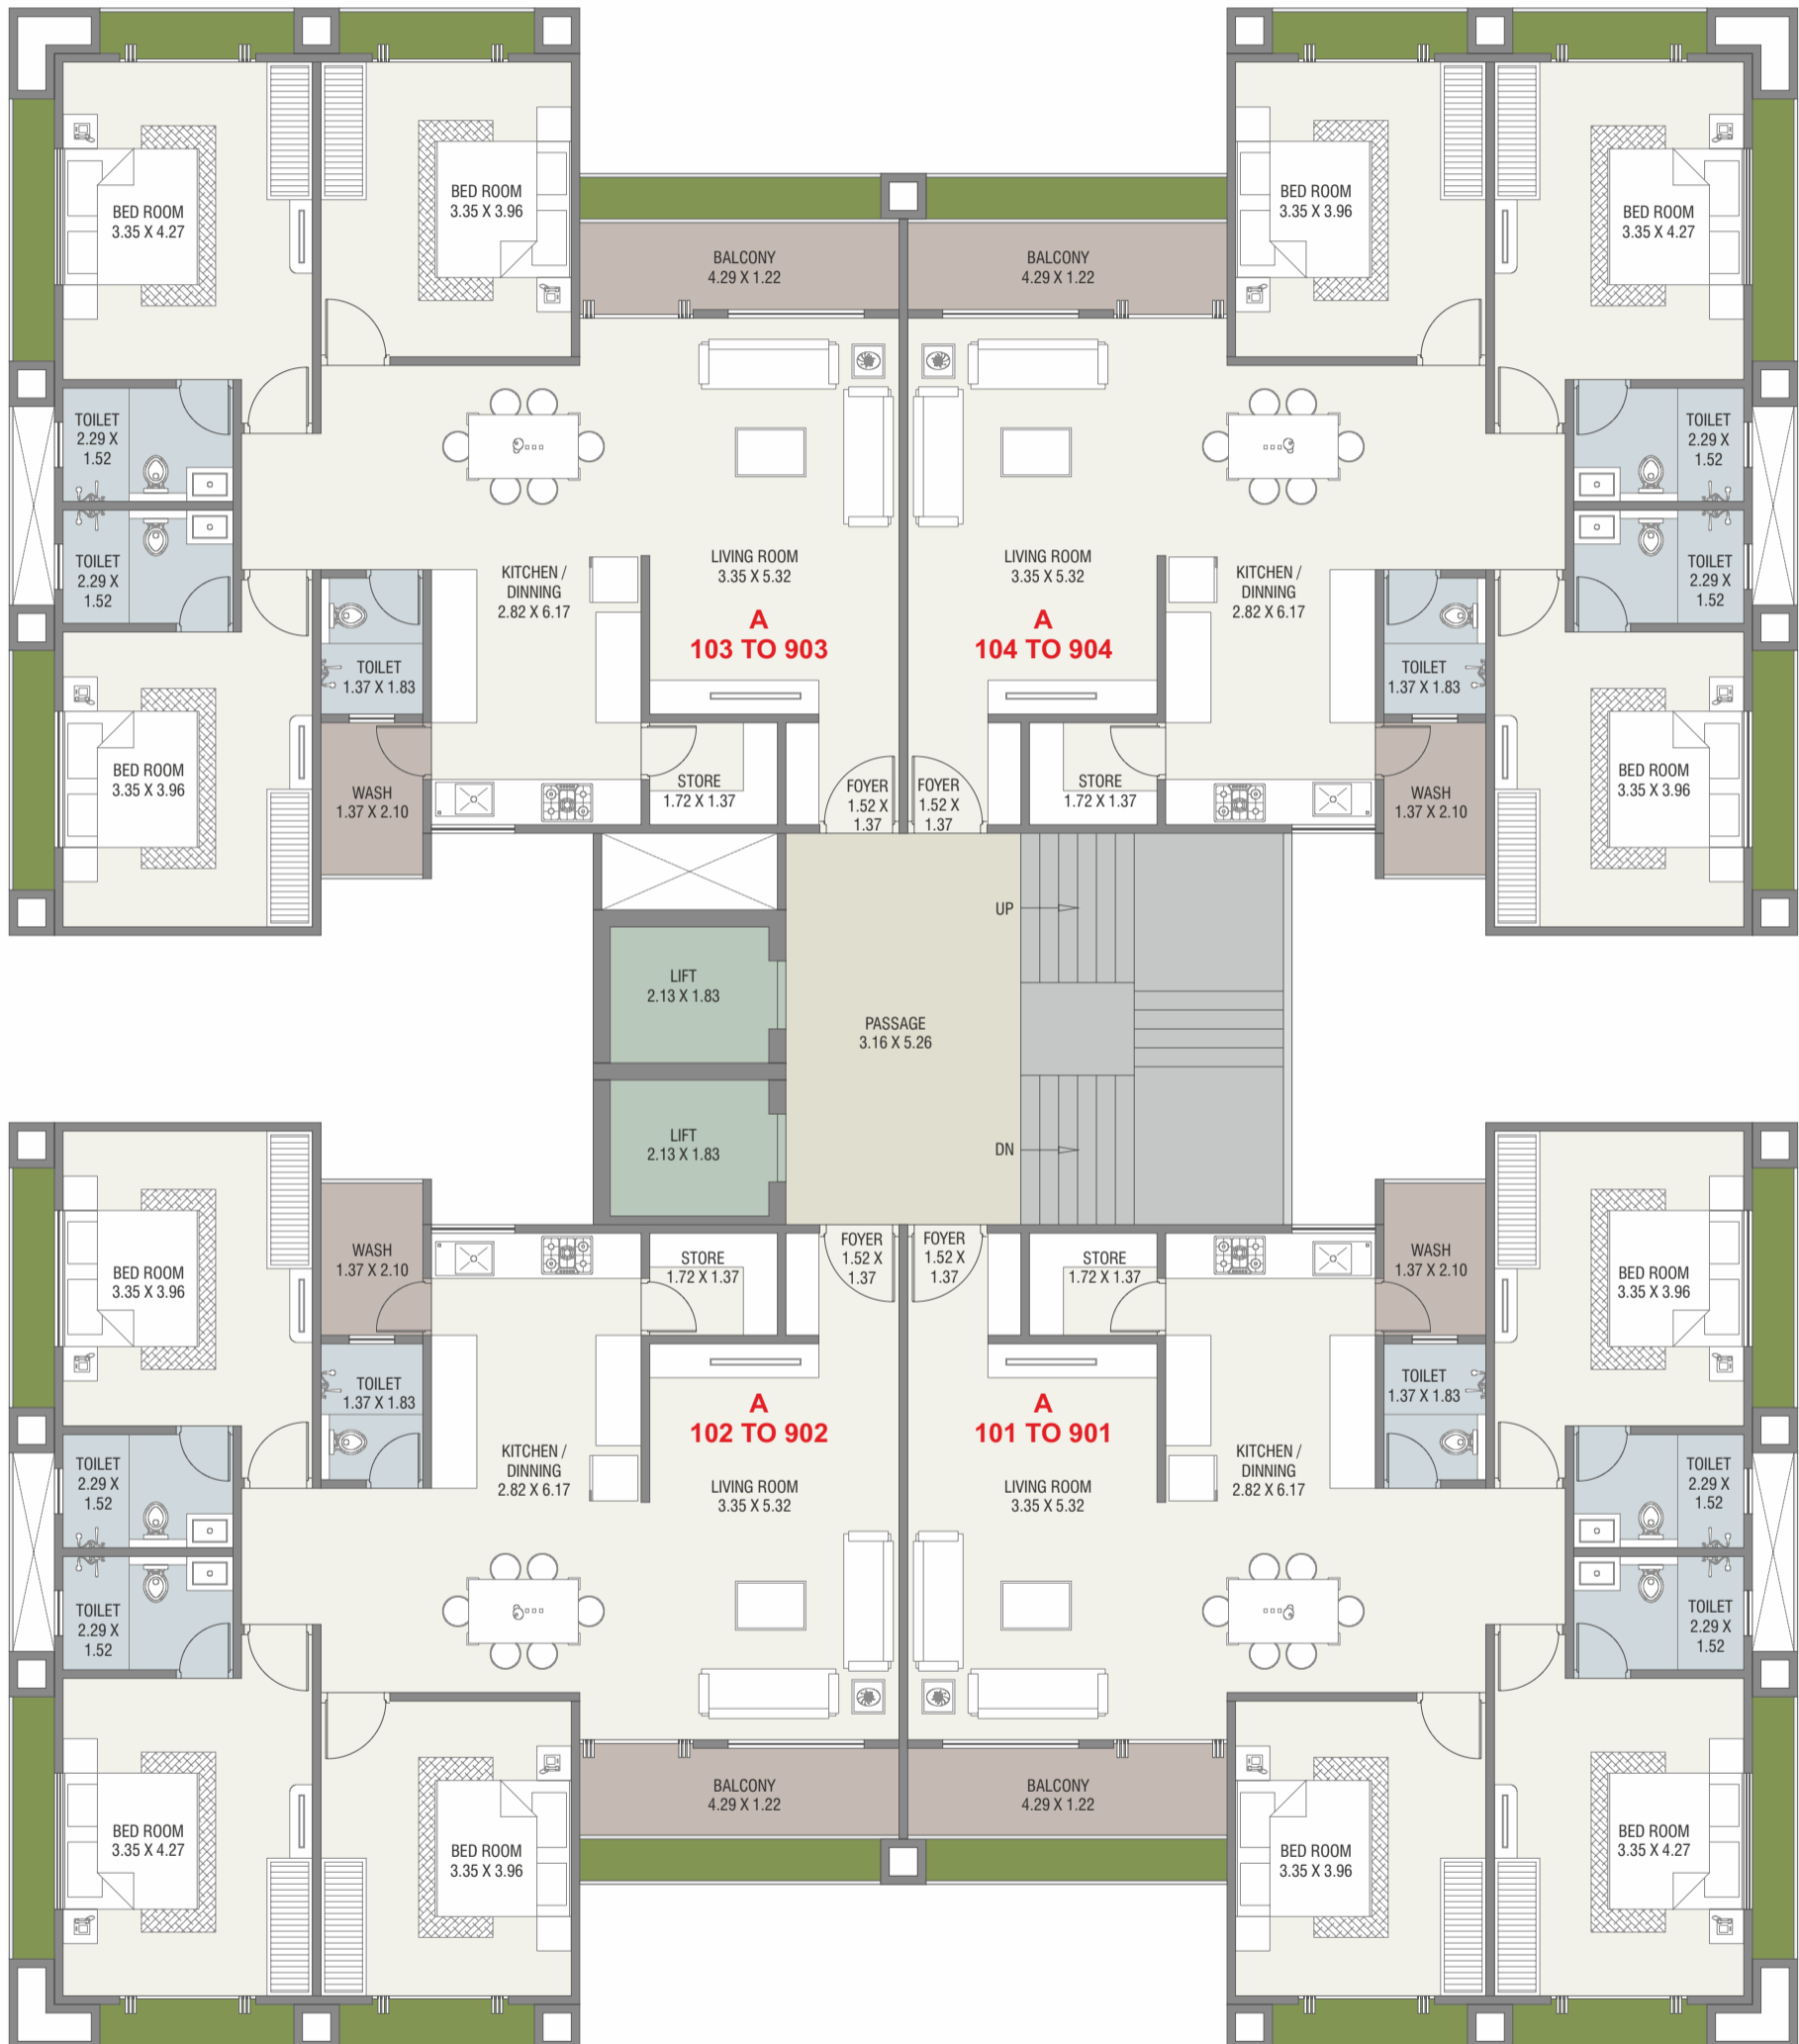 BED ROOM
3.35 X 4.27
BED ROOM
3.35 X 3.96
BALCONY
4.29 X 1.22
BALCONY
4.29 X 1.22
BED ROOM
3.35 X 3.96
BED ROOM
3.35 X 4.27
TOILET
2.29 X
1.52
TOILET
2.29 X
1.52
TOILET
2.29 X
1.52
TOILET
2.29 X
1.52
KITCHEN /
DINNING
2.82 X 6.17
LIVING ROOM
3.35 X 5.32
A
103 TO 903
LIVING ROOM
3.35 X 5.32
A
104 TO 904
KITCHEN /
DINNING
2.82 X 6.17
TOILET
1.37 X 1.83
TOILET
1.37 X 1.83
BED ROOM
3.35 X 3.96
WASH
1.37 X 2.10
STORE
1.72 X 1.37
FOYER
1.52 X
1.37
FOYER
1.52 X
1.37
STORE
1.72 X 1.37
WASH
1.37 X 2.10
BED ROOM
3.35 X 3.96
UP
LIFT
2.13 X 1.83
PASSAGE
3.16 X 5.26
LIFT
2.13 X 1.83
DN
BED ROOM
3.35 X 3.96
WASH
1.37 X 2.10
STORE
1.72 X 1.37
FOYER
1.52 X
1.37
FOYER
1.52 X
1.37
STORE
1.72 X 1.37
WASH
1.37 X 2.10
BED ROOM
3.35 X 3.96
TOILET
1.37 X 1.83
TOILET
1.37 X 1.83
A
102 TO 902
LIVING ROOM
3.35 X 5.32
A
101 TO 901
LIVING ROOM
3.35 X 5.32
KITCHEN /
DINNING
2.82 X 6.17
KITCHEN /
DINNING
2.82 X 6.17
TOILET
2.29 X
1.52
TOILET
2.29 X
1.52
TOILET
2.29 X
1.52
TOILET
2.29 X
1.52
BALCONY
4.29 X 1.22
BALCONY
4.29 X 1.22
BED ROOM
3.35 X 4.27
BED ROOM
3.35 X 3.96
BED ROOM
3.35 X 3.96
BED ROOM
3.35 X 4.27